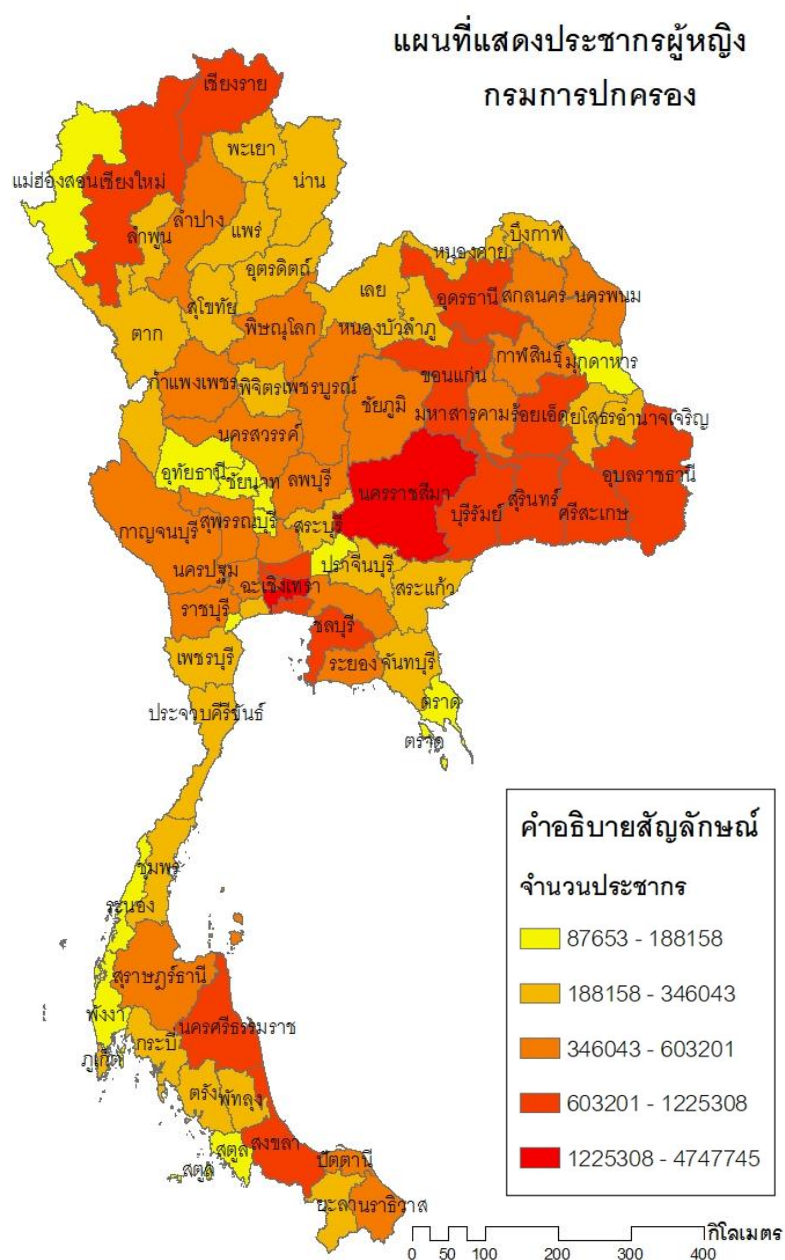 แผนที่แสดงประชากรผู้หญิง
กรมการปกครอง
เชียงราย
พะเยา
น่าน
แม่ฮ่องสอน
เชียงใหม่
ลำปาง
แพร่
ลำพูน
อุตรดิตถ์
สุโขทัย
ตาก
พิษณุโลก
เลย
หนองคาย
บึงกาฬ
อุดรธานี
สกลนคร
นครพนม
หนองบัวลำภู
กำแพงเพชร
พิจิตร
เพชรบูรณ์
ชัยภูมิ
ขอนแก่น
กาฬสินธุ์
มุกดาหาร
มหาสารคาม
ร้อยเอ็ด
ยโสธร
อำนาจเจริญ
นครสวรรค์
อุทัยธานี
ชัยนาท
ลพบุรี
นครราชสีมา
บุรีรัมย์
สุรินทร์
ศรีสะเกษ
อุบลราชธานี
กาญจนบุรี
สุพรรณบุรี
สระบุรี
ปราจีนบุรี
สระแก้ว
นครปฐม
ฉะเชิงเทรา
ราชบุรี
ชลบุรี
ระยอง
จันทบุรี
เพชรบุรี
ตราด
ตราด
ประจวบคีรีขันธ์
ชุมพร
ระนอง
สุราษฎร์ธานี
พังงา
นครศรีธรรมราช
กระบี่
ภูเก็ต
ตรัง
พัทลุง
สตูล
สตูล
สงขลา
ปัตตานี
ยะลา
นราธิวาส
คำอธิบายสัญลักษณ์
จำนวนประชากร
87653 - 188158
188158 - 346043
346043 - 603201
603201 - 1225308
1225308 - 4747745
กิโลเมตร
0 50 100 200 300 400